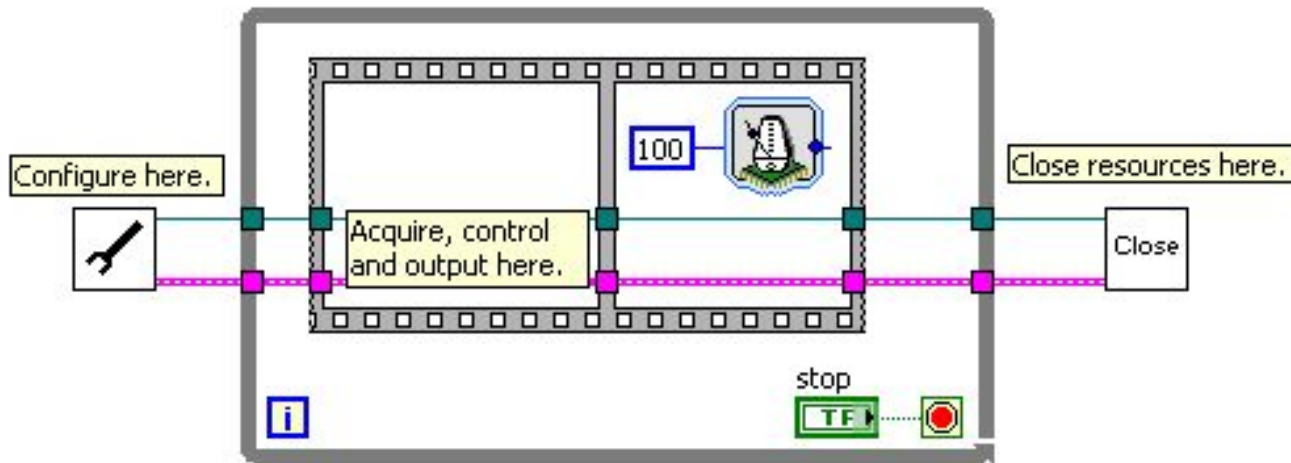 Configure here.
Acquire, control
and output here.
100
Close resources here.
Close
i
stop
TF